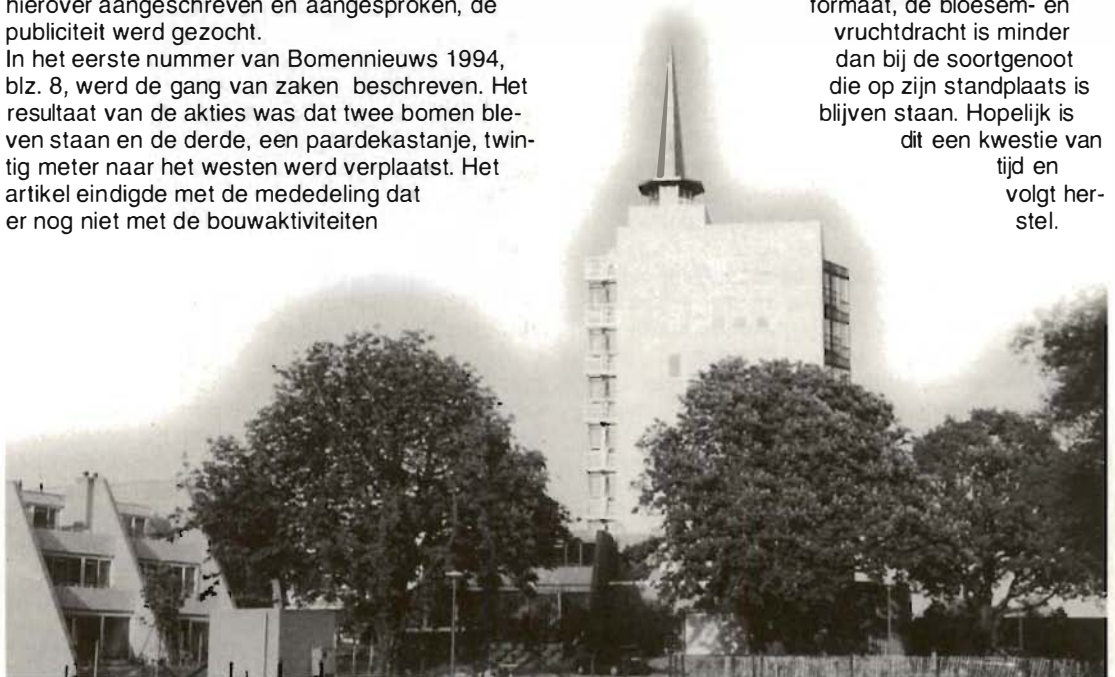 hierover aangeschreven en aangesproken, de
publiciteit werd gezocht.
In het eerste nummer van Bomennieuws 1994,
blz. 8, werd de gang van zaken beschreven. Het
resultaat van de akties was dat twee bomen ble-
ven staan en de derde, een paardekastanje, twin-
tig meter naar het westen werd verplaatst. Het
artikel eindigde met de mededeling dat
er nog niet met de bouwaktiviteiten
formaat, de bloesem- en
vruchtdracht is minder
dan bij de soortgenoot
die op zijn standplaats is
blijven staan. Hopelijk is
dit een kwestie van
tijd en
volgt her-
stel.